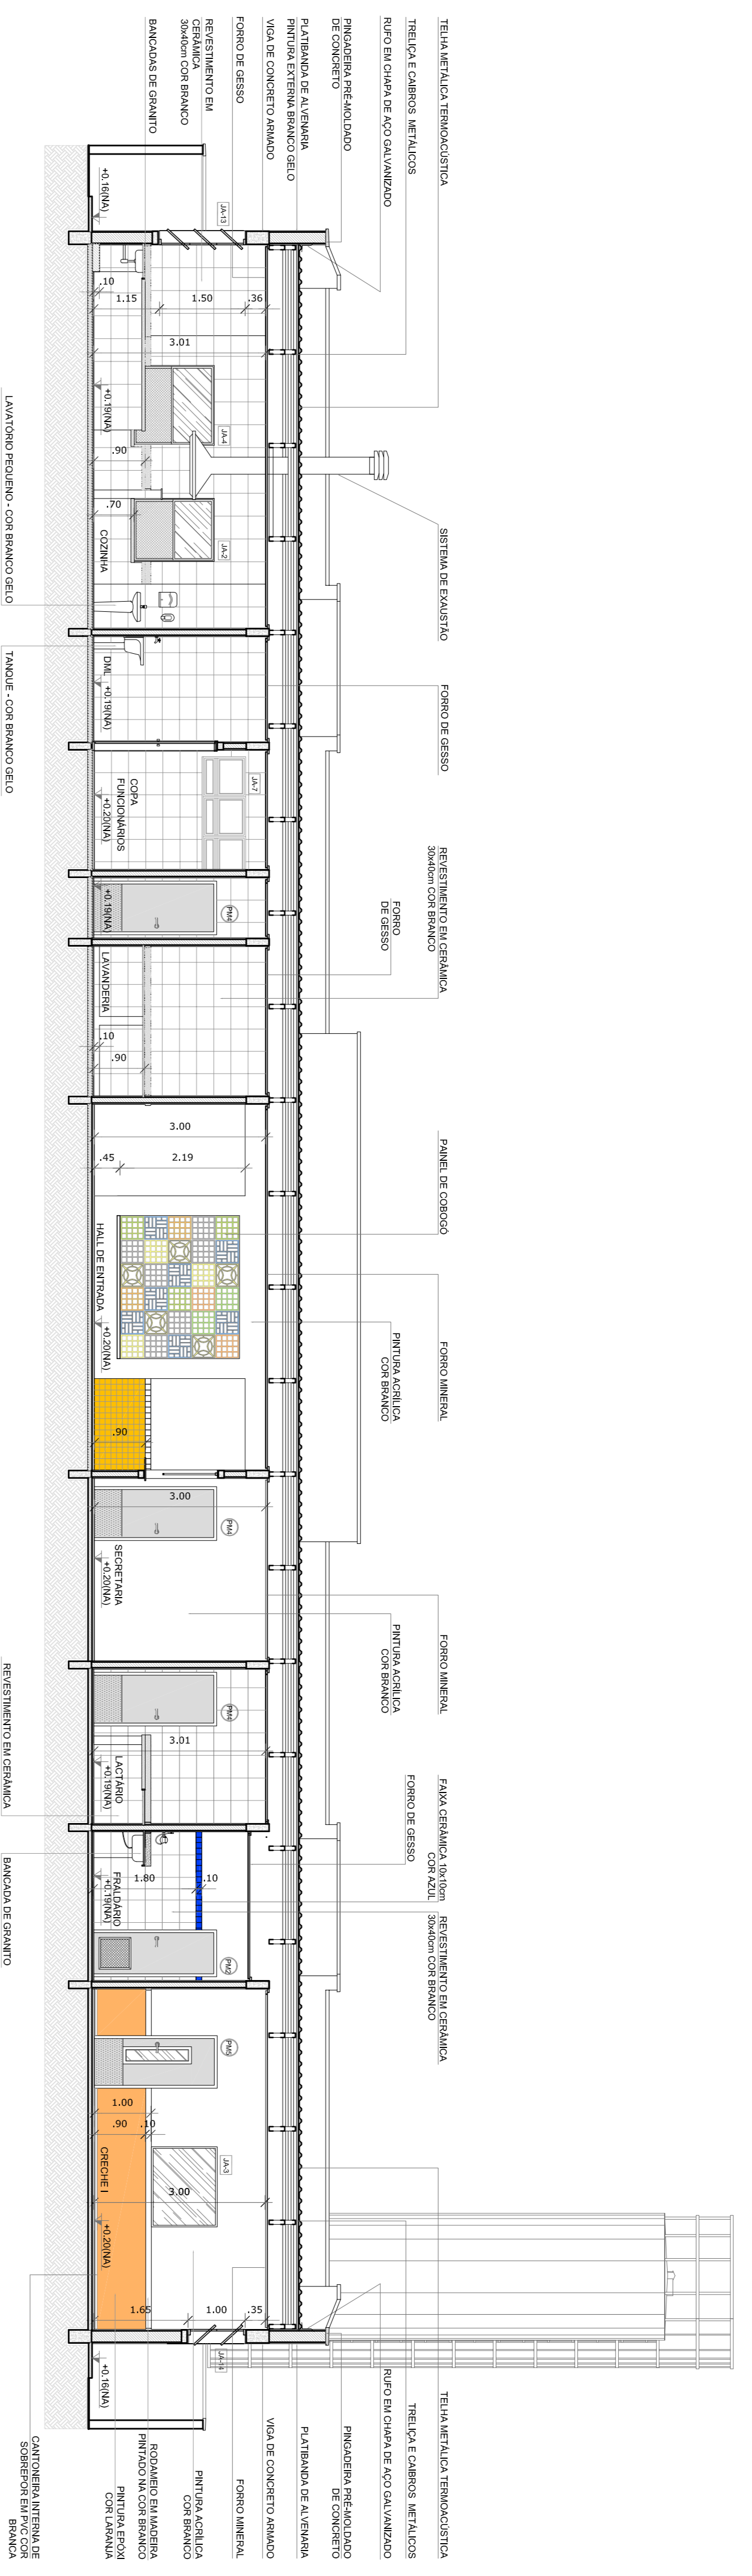 TELHA METÁLICA TERMOACÚSTICA
TRELIÇA E CAIBROS METÁLICOS
RUFO EM CHAPA DE AÇO GALVANIZADO
PINGADEIRA PRÉ-MOLDADO
DE CONCRETO
PLATIBANDA DE ALVENARIA
PINTURA EXTERNA BRANCO GELO
VIGA DE CONCRETO ARMADO
FORRO DE GESSO
REVESTIMENTO EM
CERÂMICA
30x40cm COR BRANCO
BANCADAS DE GRANITO
SISTEMA DE EXAUSTÃO
FORRO DE GESSO
REVESTIMENTO EM CERÂMICA
30x40cm COR BRANCO
FORRO
DE GESSO
PAINEL DE COBOGÓ
FORRO MINERAL
PINTURA ACRÍLICA
COR BRANCO
FORRO MINERAL
PINTURA ACRÍLICA
COR BRANCO
FAIXA CERÂMICA 10x10cm
COR AZUL
FORRO DE GESSO
REVESTIMENTO EM CERÂMICA
30x40cm COR BRANCO
TELHA METÁLICA TERMOACÚSTICA
TRELIÇA E CAIBROS METÁLICOS
RUFO EM CHAPA DE AÇO GALVANIZADO
PINGADEIRA PRÉ-MOLDADO
DE CONCRETO
PLATIBANDA DE ALVENARIA
VIGA DE CONCRETO ARMADO
FORRO MINERAL
PINTURA ACRÍLICA
COR BRANCO
RODAMEIO EM MADEIRA
PINTADO NA COR BRANCO
PINTURA EPÓXI
COR LARANJA
CANTONEIRA INTERNA DE
SOBREPOR EM PVC COR
BRANCA
+0.16(NA)
JA-13
.10
1.15
1.50
.36
3.01
+0.19(NA)
JA-4
.90
.70
JA-2
COZINHA
DML
+0.19(NA)
COPA
FUNCIONÁRIOS
+0.20(NA)
JA-7
+0.19(NA)
PM4
LAVANDERIA
.10
.90
3.00
.45
2.19
HALL DE ENTRADA
+0.20(NA)
.90
3.00
PM4
SECRETARIA
+0.20(NA)
PM4
3.01
LACTÁRIO
+0.19(NA)
1.80
.10
FRALDÁRIO
+0.19(NA)
PM2
PM5
1.00
.90
.10
CRECHE I
JA-3
3.00
+0.20(NA)
1.65
1.00
.35
JA-14
+0.16(NA)
LAVATÓRIO PEQUENO - COR BRANCO GELO
TANQUE - COR BRANCO GELO
REVESTIMENTO EM CERÂMICA
BANCADA DE GRANITO